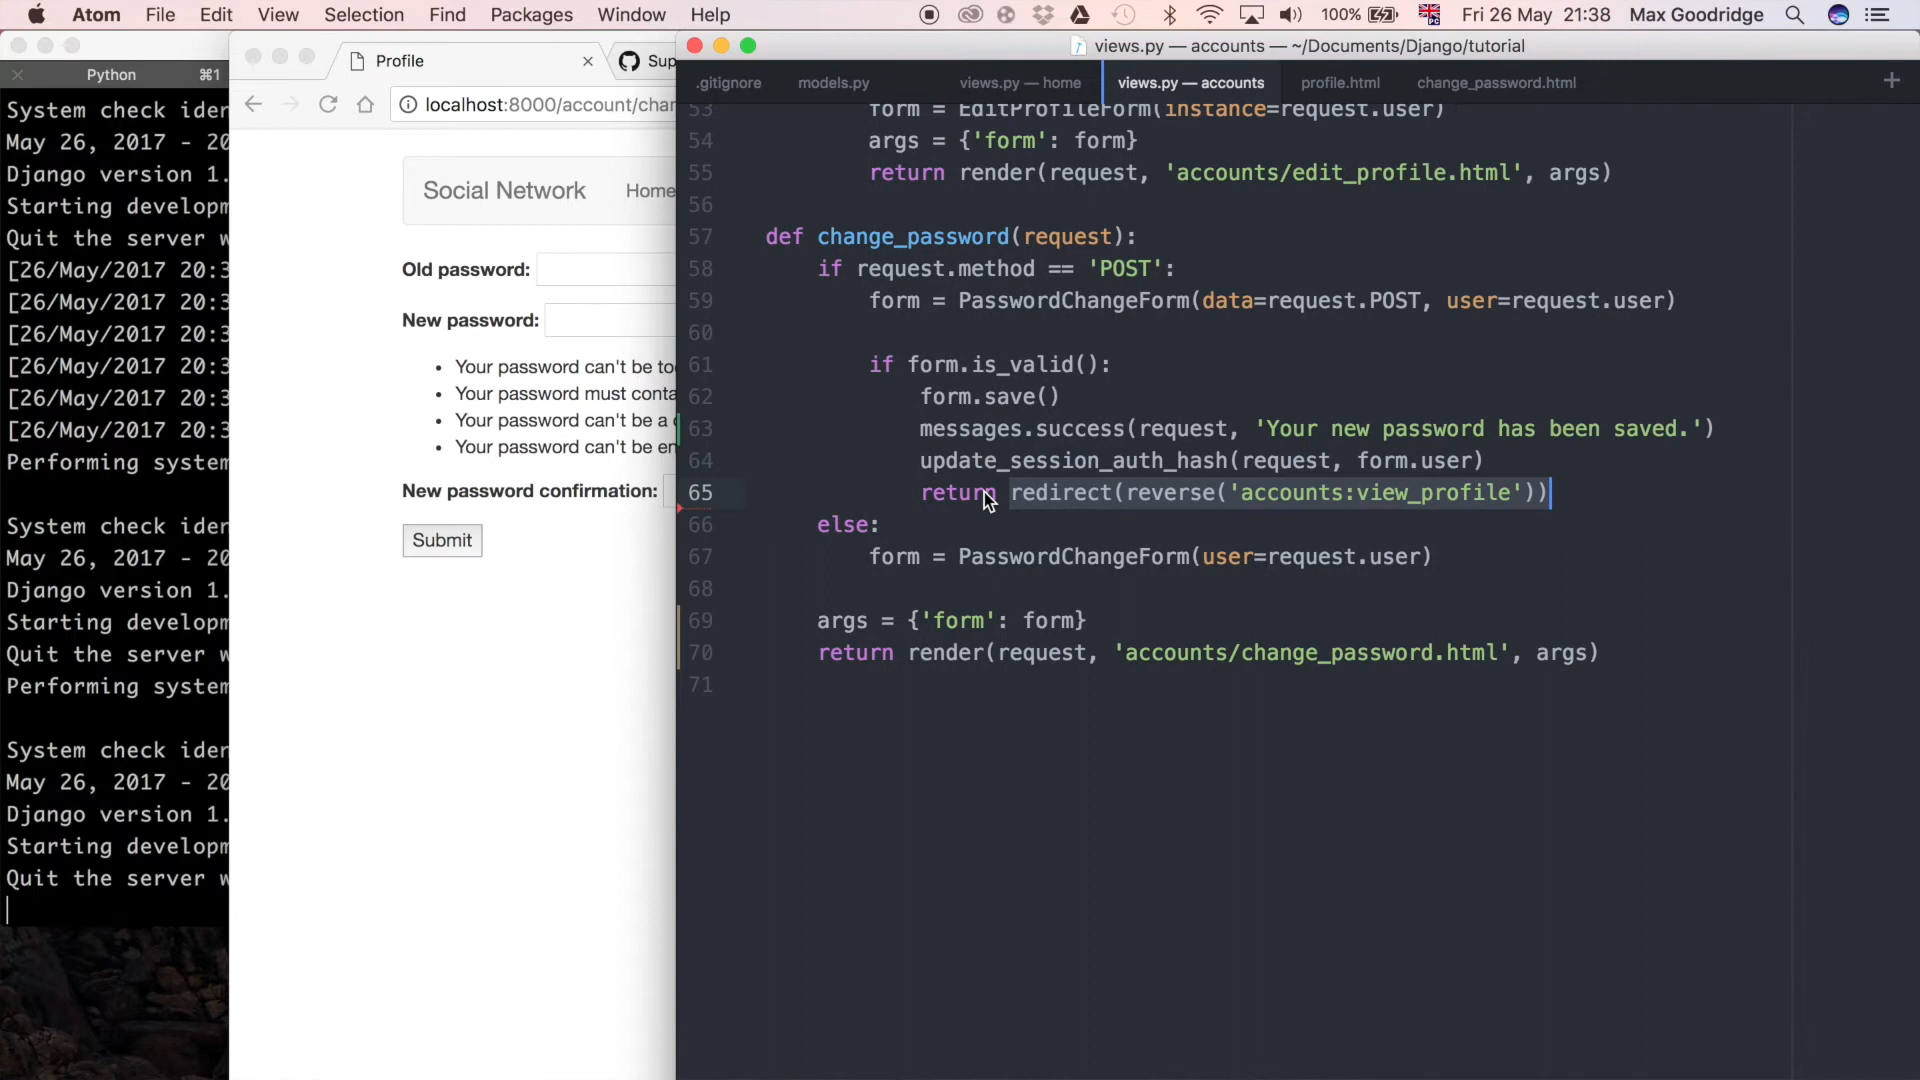 Atom File Edit View Selection Find Packages Window Help 100% Fri 26 May 21:38 Max Goodridge
Python ⌘1
System check iden
May 26, 2017 - 20
Django version 1.
Starting developm
Quit the server w
[26/May/2017 20:3
[26/May/2017 20:3
[26/May/2017 20:3
[26/May/2017 20:3
[26/May/2017 20:3
[26/May/2017 20:3
Performing system
System check iden
May 26, 2017 - 20
Django version 1.
Starting developm
Quit the server w
Performing system
System check iden
May 26, 2017 - 20
Django version 1.
Starting developm
Quit the server w
Profile Sup
localhost:8000/account/chan
Social Network Home
Old password:
New password:
Your password can't be too
Your password must conta
Your password can't be a c
Your password can't be en
New password confirmation:
Submit
views.py — accounts — ~/Documents/Django/tutorial
.gitignore models.py views.py — home views.py — accounts profile.html change_password.html
53 form = EditProfileForm(instance=request.user)
54 args = {'form': form}
55 return render(request, 'accounts/edit_profile.html', args)
56
57 def change_password(request):
58 if request.method == 'POST':
59 form = PasswordChangeForm(data=request.POST, user=request.user)
60
61 if form.is_valid():
62 form.save()
63 messages.success(request, 'Your new password has been saved.')
64 update_session_auth_hash(request, form.user)
65 return redirect(reverse('accounts:view_profile'))
66 else:
67 form = PasswordChangeForm(user=request.user)
68
69 args = {'form': form}
70 return render(request, 'accounts/change_password.html', args)
71